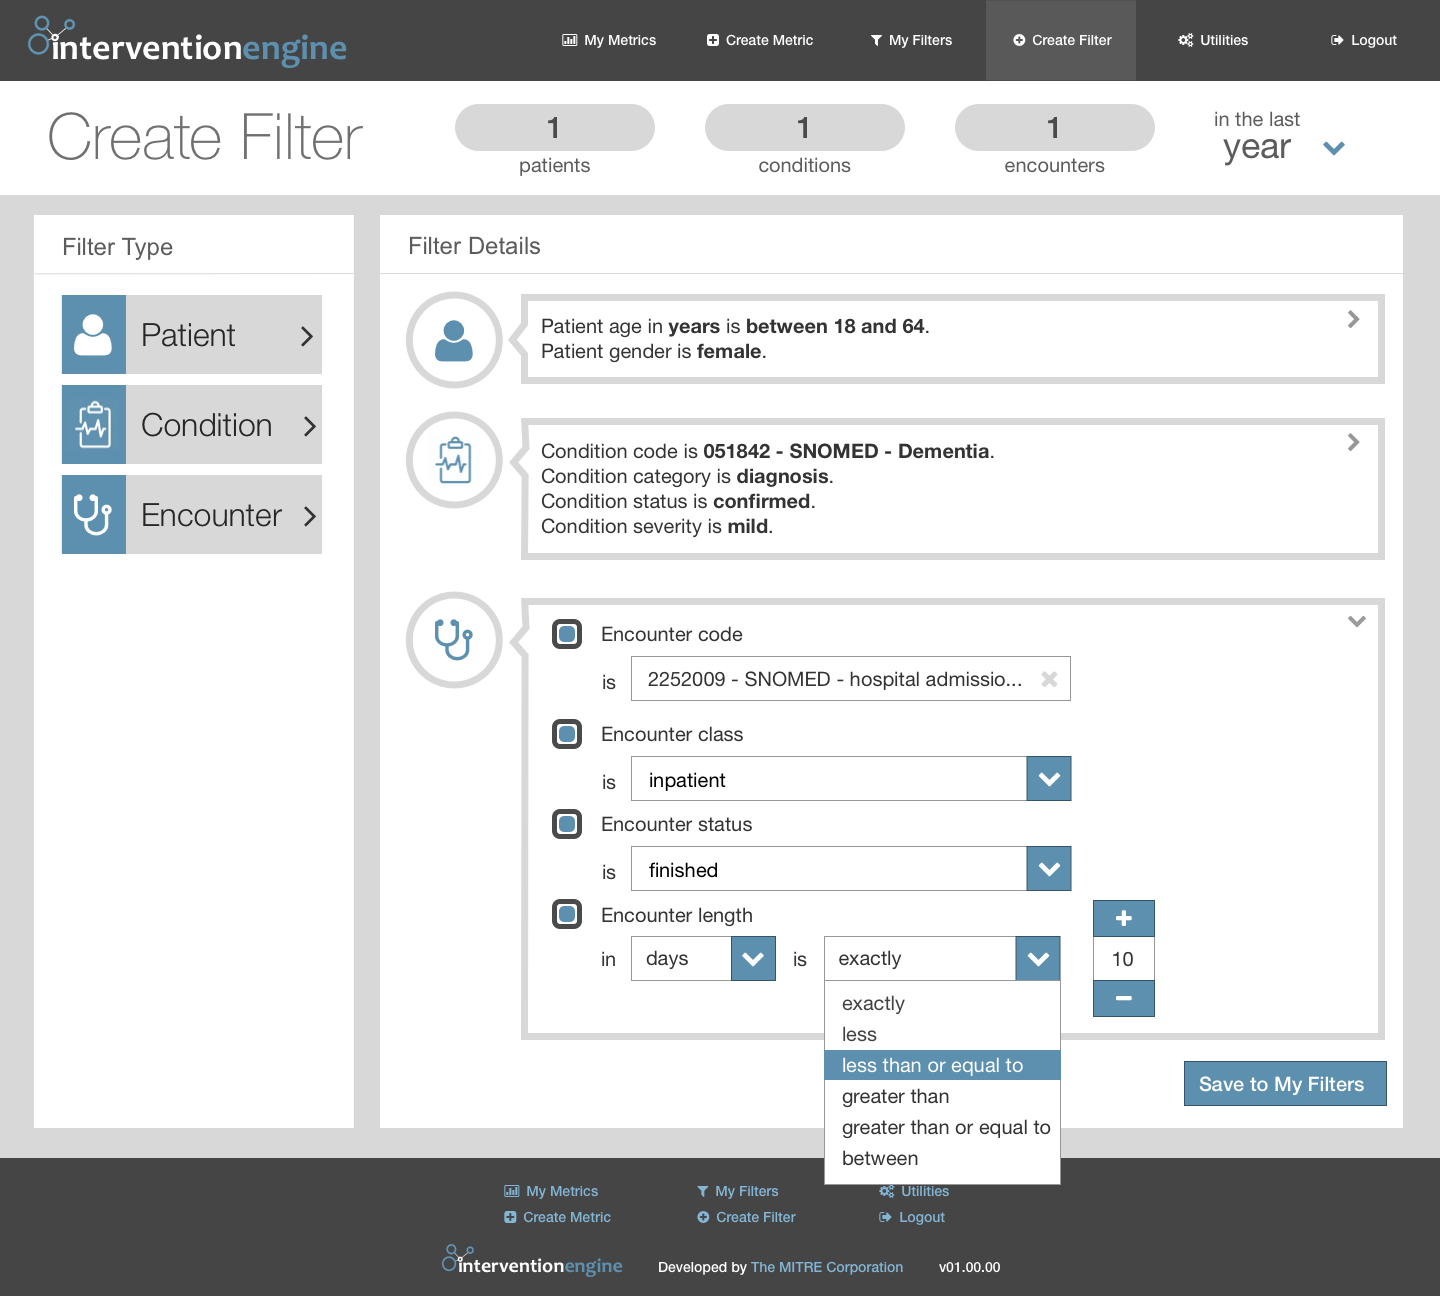 interventionengine
My Metrics
Create Metric
My Filters
Create Filter
Utilities
Logout
Create Filter
1
patients
1
conditions
1
encounters
in the last
year
Filter Type
Patient
Condition
Encounter
Filter Details
Patient age in years is between 18 and 64.
Patient gender is female.
Condition code is 051842 - SNOMED - Dementia.
Condition category is diagnosis.
Condition status is confirmed.
Condition severity is mild.
Encounter code
is 2252009 - SNOMED - hospital admissio...
Encounter class
is inpatient
Encounter status
is finished
Encounter length
in days is exactly 10
exactly
less
less than or equal to
greater than
greater than or equal to
between
Save to My Filters
My Metrics
My Filters
Utilities
Create Metric
Create Filter
Logout
interventionengine
Developed by The MITRE Corporation
v01.00.00